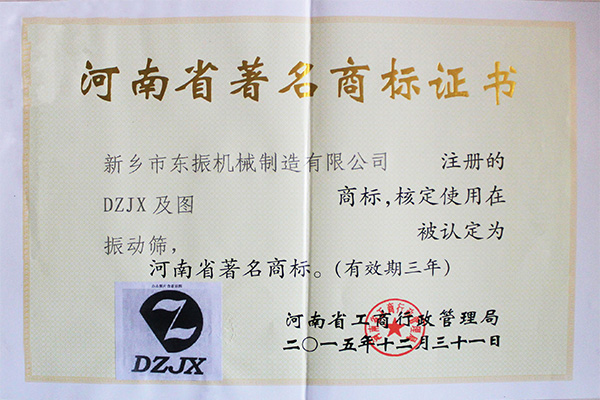 河南省著名商标证书
新乡市东振机械制造有限公司 注册的
DZJX 及图 商标，核定使用在
振动筛， 被认定为
河南省著名商标。(有效期三年)
DZJX
河南省工商行政管理局
二〇一五年十二月三十一日